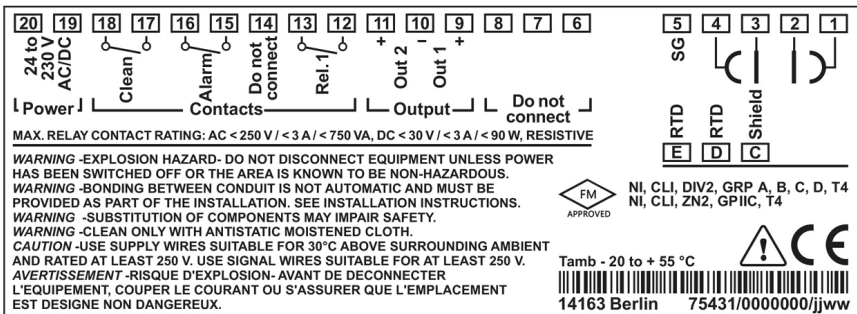 20 19 18 17 16 15 14 13 12 11 10 9 8 7 6 5 4 3 2 1
24 to
230 V
AC/DC
Clean
Alarm
Do not
connect
Rel. 1
+ − +
Out 2
Out 1
SG
Power Contacts Output Do not
connect
RTD RTD Shield
E D C
MAX. RELAY CONTACT RATING: AC < 250 V / < 3 A / < 750 VA, DC < 30 V / < 3 A / < 90 W, RESISTIVE
WARNING -EXPLOSION HAZARD- DO NOT DISCONNECT EQUIPMENT UNLESS POWER
HAS BEEN SWITCHED OFF OR THE AREA IS KNOWN TO BE NON-HAZARDOUS.
WARNING -BONDING BETWEEN CONDUIT IS NOT AUTOMATIC AND MUST BE
PROVIDED AS PART OF THE INSTALLATION. SEE INSTALLATION INSTRUCTIONS.
WARNING -SUBSTITUTION OF COMPONENTS MAY IMPAIR SAFETY.
WARNING -CLEAN ONLY WITH ANTISTATIC MOISTENED CLOTH.
CAUTION -USE SUPPLY WIRES SUITABLE FOR 30°C ABOVE SURROUNDING AMBIENT
AND RATED AT LEAST 250 V. USE SIGNAL WIRES SUITABLE FOR AT LEAST 250 V.
AVERTISSEMENT -RISQUE D'EXPLOSION- AVANT DE DECONNECTER
L'EQUIPEMENT, COUPER LE COURANT OU S'ASSURER QUE L'EMPLACEMENT
EST DESIGNE NON DANGEREUX.
FM
APPROVED
NI, CLI, DIV2, GRP A, B, C, D, T4
NI, CLI, ZN2, GPIIC, T4
CE
Tamb - 20 to + 55 °C
14163 Berlin 75431/0000000/jjww